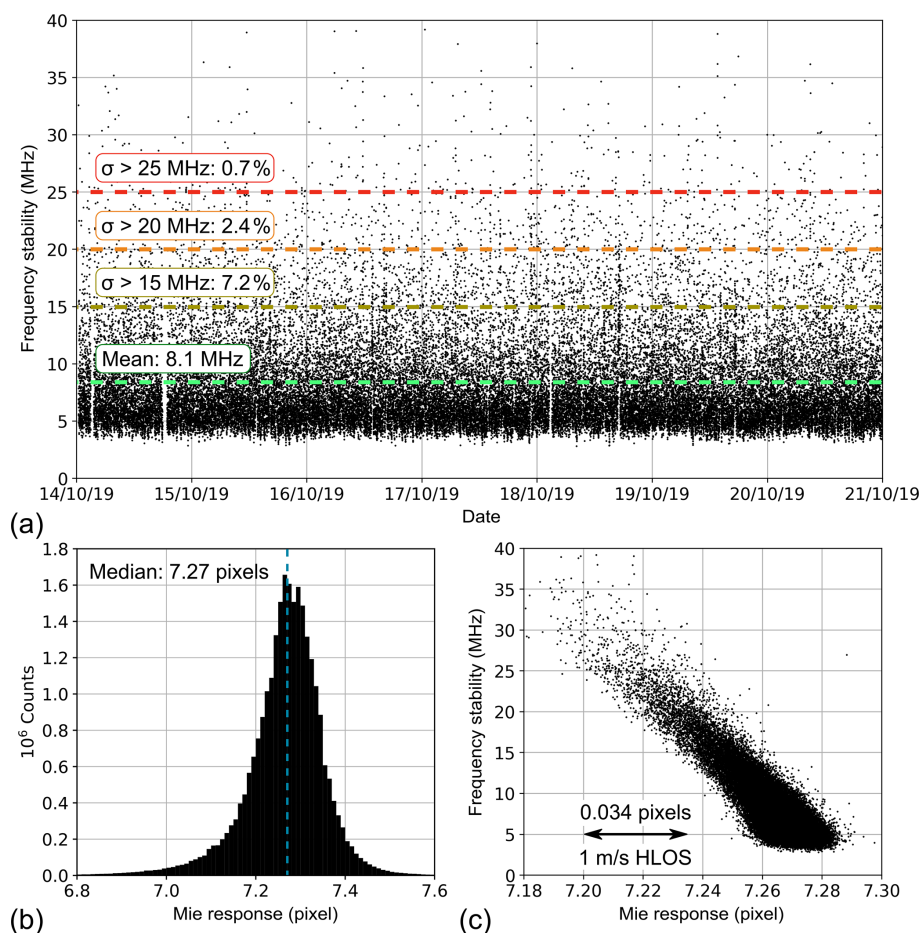 40
35
30
25
20
15
10
5
0
Frequency stability (MHz)
σ > 25 MHz: 0.7%
σ > 20 MHz: 2.4%
σ > 15 MHz: 7.2%
Mean: 8.1 MHz
14/10/19 15/10/19 16/10/19 17/10/19 18/10/19 19/10/19 20/10/19 21/10/19
Date
(a)
1.8
1.6
1.4
1.2
1.0
0.8
0.6
0.4
0.2
0.0
10⁶ Counts
Median: 7.27 pixels
6.8 7.0 7.2 7.4 7.6
Mie response (pixel)
(b)
40
35
30
25
20
15
10
5
0
Frequency stability (MHz)
0.034 pixels
1 m/s HLOS
7.18 7.20 7.22 7.24 7.26 7.28 7.30
Mie response (pixel)
(c)